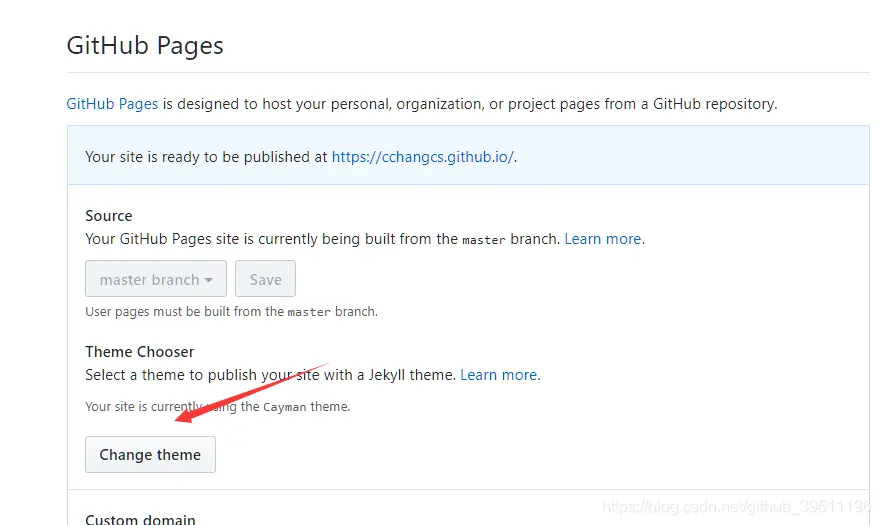 GitHub Pages
GitHub Pages is designed to host your personal, organization, or project pages from a GitHub repository.
Your site is ready to be published at https://cchangcs.github.io/.
Source
Your GitHub Pages site is currently being built from the master branch. Learn more.
master branch Save
User pages must be built from the master branch.
Theme Chooser
Select a theme to publish your site with a Jekyll theme. Learn more.
Your site is currently using the Cayman theme.
Change theme
Custom domain
https://blog.csdn.net/github_39611196